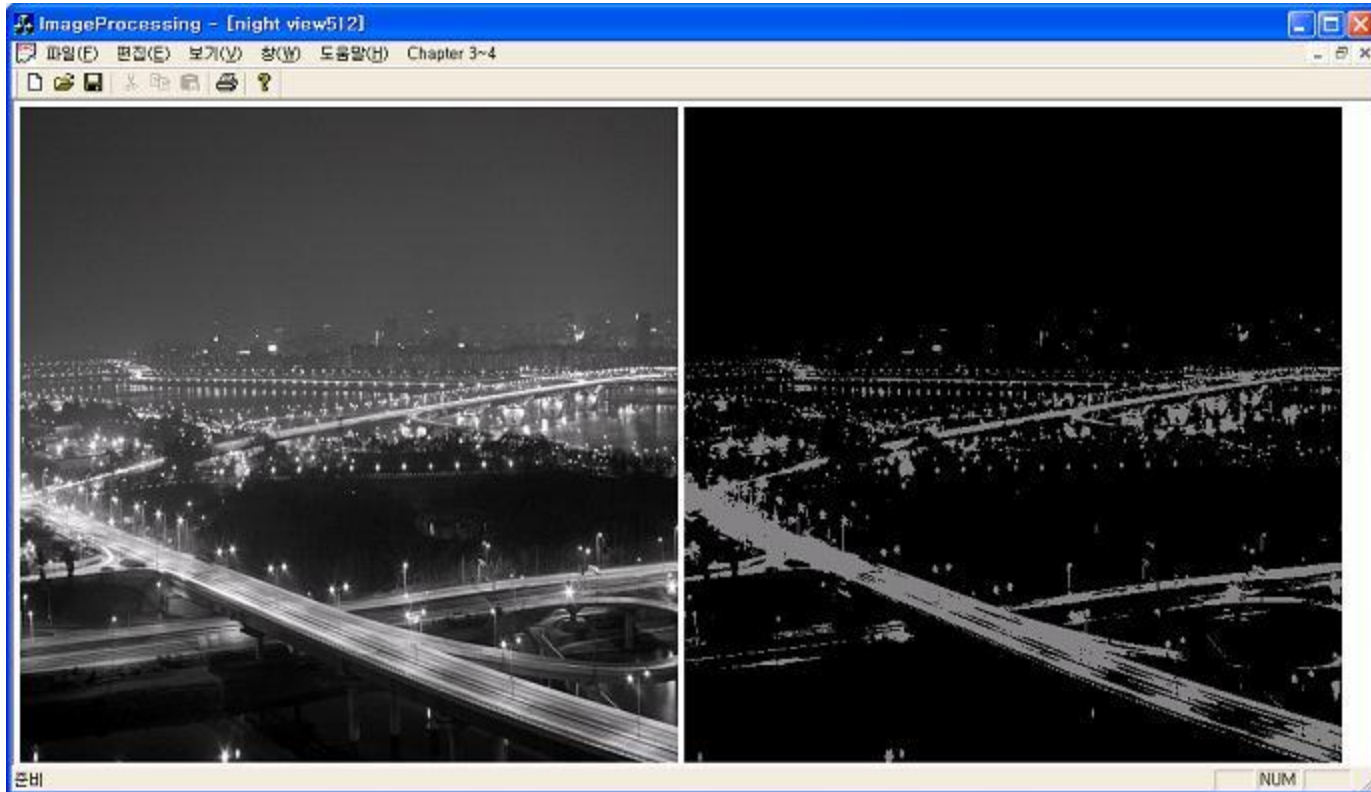 ImageProcessing - [night view512]
파일(F) 편집(E) 보기(V) 창(W) 도움말(H) Chapter 3~4
준비 NUM